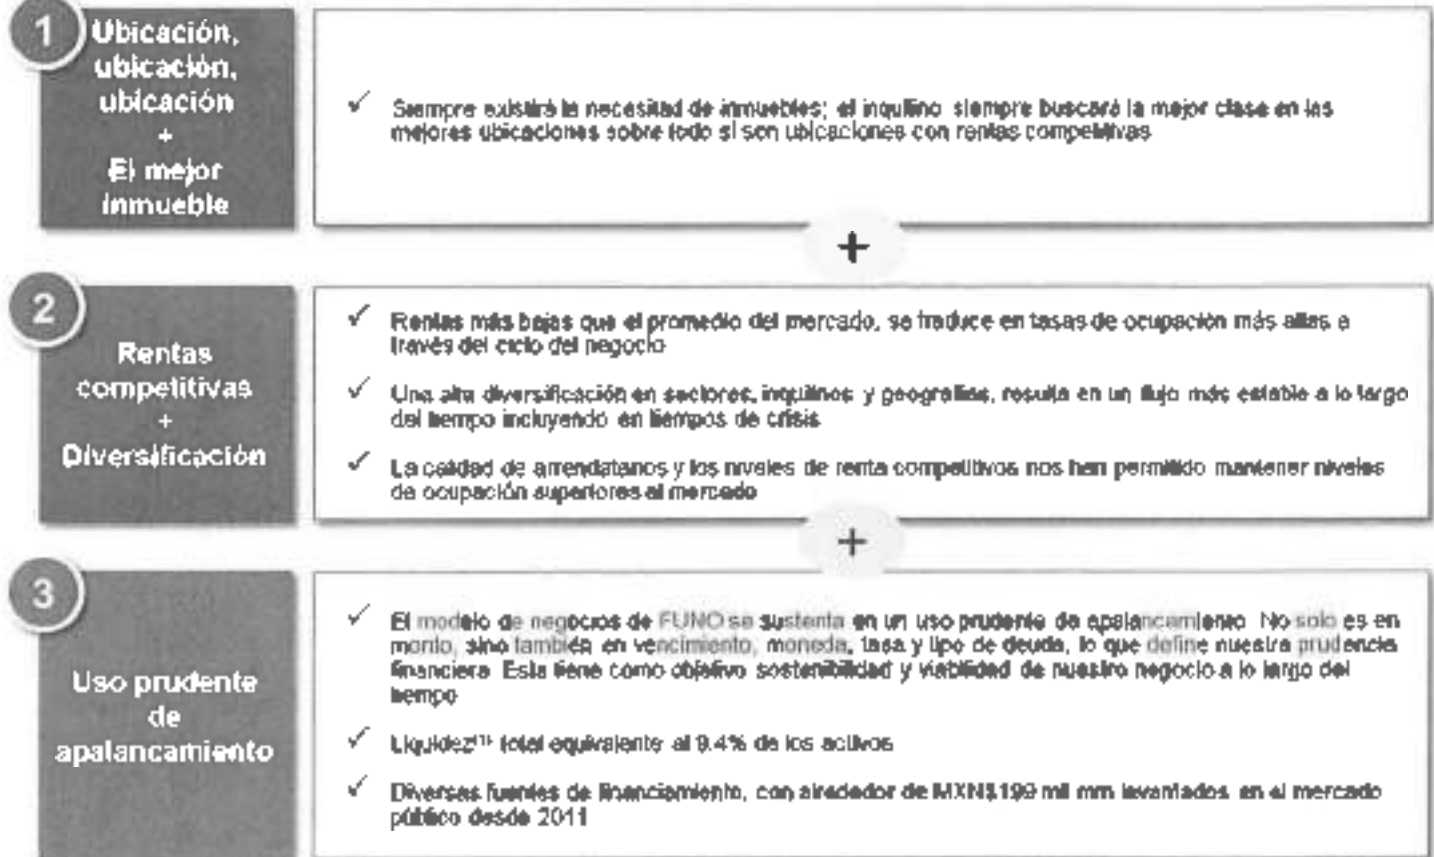 1
Ubicación,
ubicación,
ubicación
+
El mejor
inmueble
✓ Siempre existirá la necesidad de inmuebles; el inquilino siempre buscará la mejor clase en las
mejores ubicaciones sobre todo si son ubicaciones con rentas competitivas
+
2
Rentas
competitivas
+
Diversificación
✓ Rentas más bajas que el promedio del mercado, se traduce en tasas de ocupación más altas a
través del ciclo del negocio
✓ Una alta diversificación en sectores, inquilinos y geografías, resulta en un flujo más estable a lo largo
del tiempo incluyendo en tiempos de crisis
✓ La calidad de arrendatarios y los niveles de renta competitivos nos han permitido mantener niveles
de ocupación superiores al mercado
+
3
Uso prudente
de
apalancamiento
✓ El modelo de negocios de FUNO se sustenta en un uso prudente de apalancamiento. No solo es en
monto, sino también en vencimiento, moneda, tasa y tipo de deuda, lo que define nuestra prudencia
financiera. Esta tiene como objetivo sostenibilidad y viabilidad de nuestro negocio a lo largo del
tiempo
✓ Liquidez(1) total equivalente al 9.4% de los activos
✓ Diversas fuentes de financiamiento, con alrededor de MXN$199 mil mm levantados en el mercado
público desde 2011